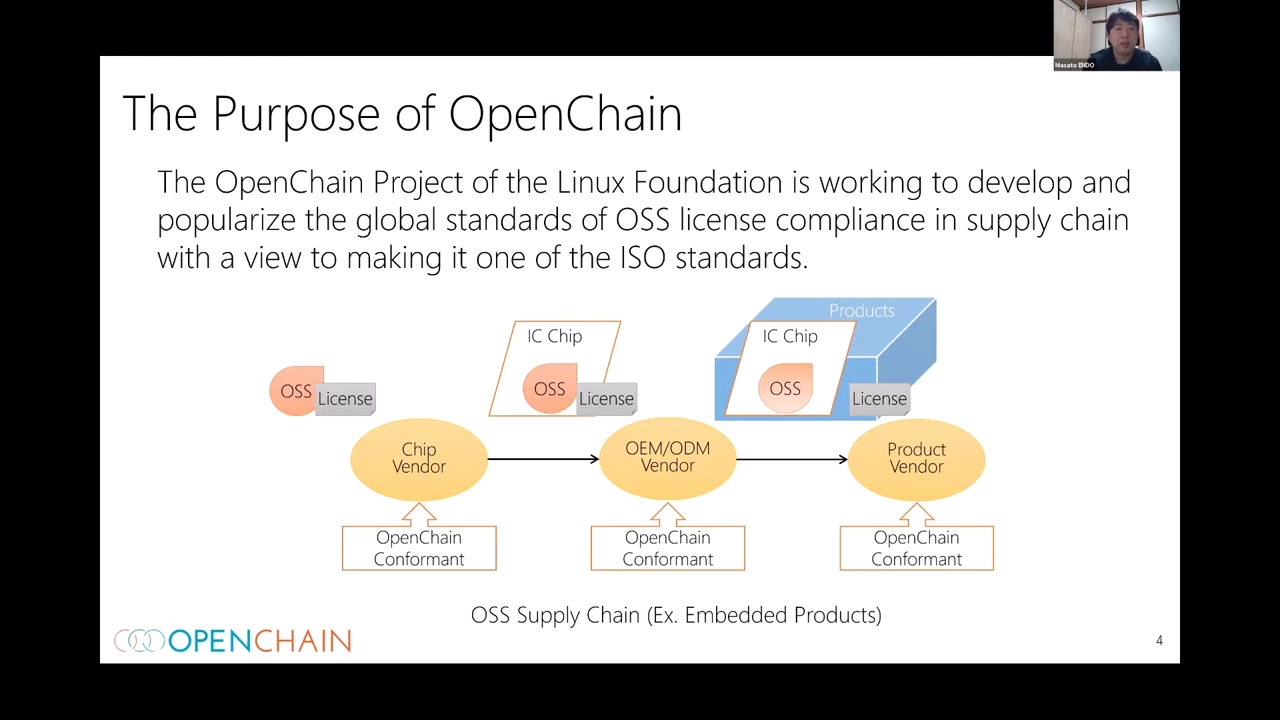 Masato ENDO
The Purpose of OpenChain
The OpenChain Project of the Linux Foundation is working to develop and
popularize the global standards of OSS license compliance in supply chain
with a view to making it one of the ISO standards.
Products
IC Chip
IC Chip
OSS
License
OSS
License
OSS
License
Chip
Vendor
OEM/ODM
Vendor
Product
Vendor
OpenChain
Conformant
OpenChain
Conformant
OpenChain
Conformant
OSS Supply Chain (Ex. Embedded Products)
OPENCHAIN
4